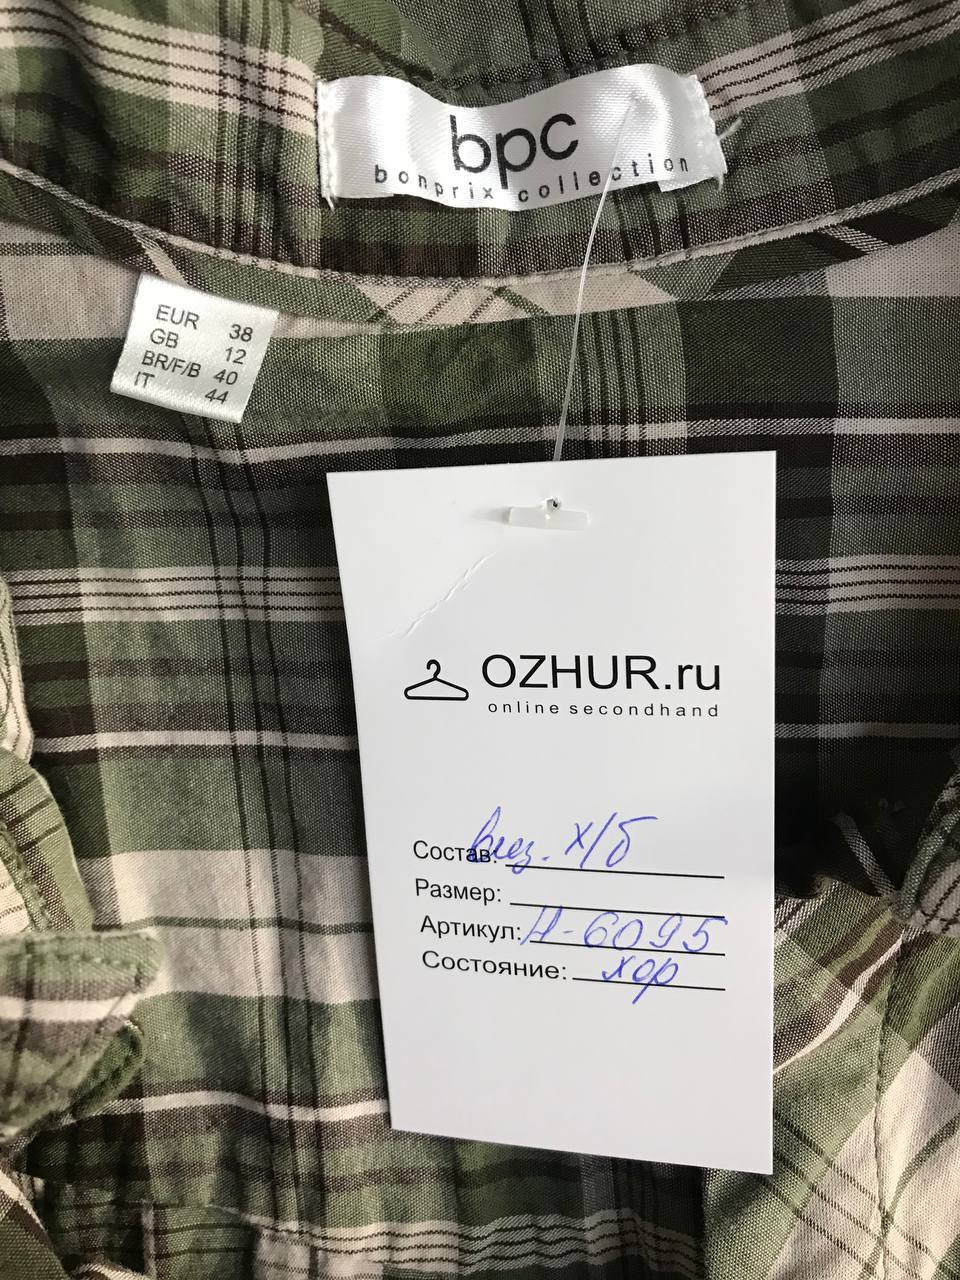 bpc
bonprix collection
EUR 38
GB 12
BR/F/B 40
IT 44
OZHUR.ru
online secondhand
Состав: виз. х/б
Размер:
Артикул: Н-6095
Состояние: хор